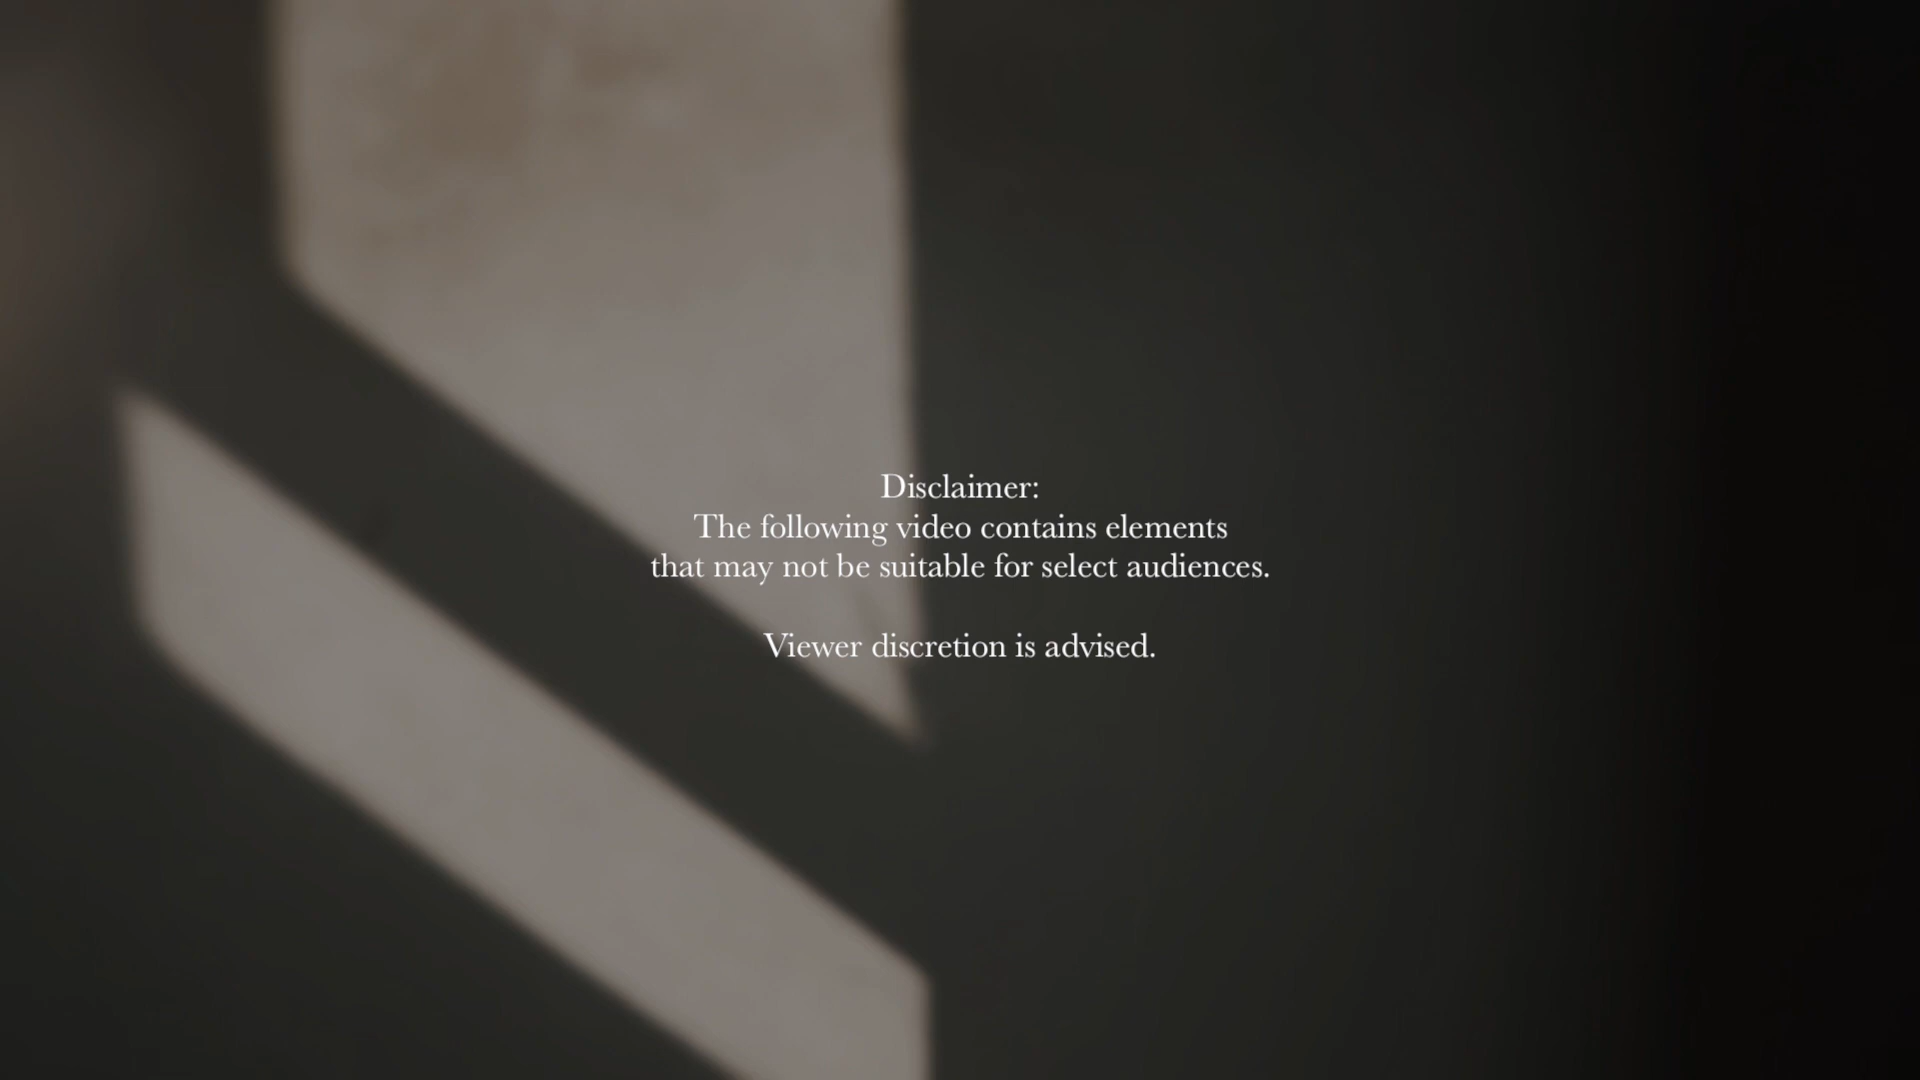 Disclaimer:
The following video contains elements
that may not be suitable for select audiences.
Viewer discretion is advised.